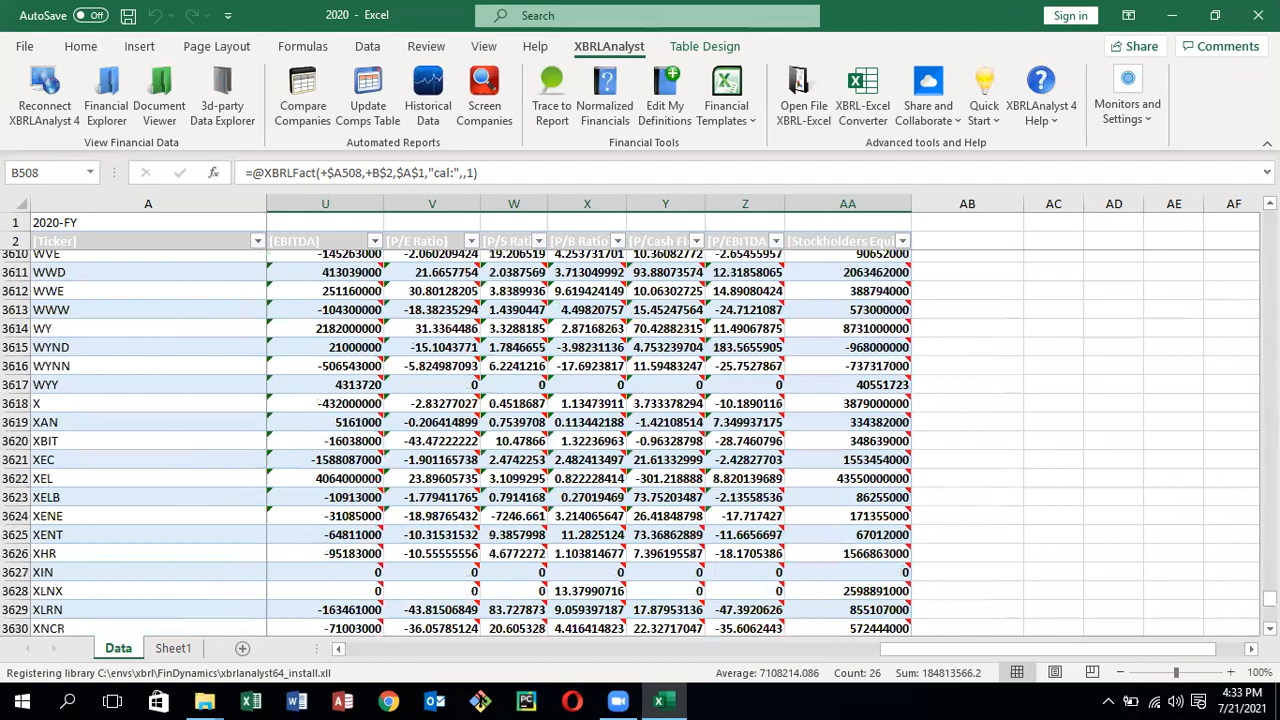 AutoSave Off 2020 - Excel Search Sign in
File Home Insert Page Layout Formulas Data Review View Help XBRLAnalyst Table Design Share Comments
Reconnect XBRLAnalyst 4
Financial Explorer
Document Viewer
3d-party Data Explorer
Compare Companies
Update Comps Table
Historical Data
Screen Companies
Trace to Report
Normalized Financials
Edit My Definitions
Financial Templates
Open File XBRL-Excel
XBRL-Excel Converter
Share and Collaborate
Quick Start
XBRLAnalyst 4 Help
Monitors and Settings
View Financial Data Automated Reports Financial Tools Advanced tools and Help
B508 fx =@XBRLFact(+$A508,+B$2,$A$1,"cal:",,1)
A U V W X Y Z AA AB AC AD AE AF
1 2020-FY
2 [Ticker] [EBITDA] [P/E Ratio] [P/S Rati [P/B Ratio [P/Cash Fl [P/EBITDA [Stockholders Equi
3610 WVE -145263000 -2.060209424 19.206519 4.253731701 10.36082772 -2.65455957 90652000
3611 WWD 413039000 21.6657754 2.0387569 3.713049992 93.88073574 12.31858065 2063462000
3612 WWE 251160000 30.80128205 3.8389936 9.619424149 10.06302725 14.89080424 388794000
3613 WWW -104300000 -18.38235294 1.4390447 4.49820757 15.45247564 -24.7121087 573000000
3614 WY 2182000000 31.3364486 3.3288185 2.87168263 70.42882315 11.49067875 8731000000
3615 WYND 21000000 -15.1043771 1.7846655 -3.98231136 4.753239704 183.5655905 -968000000
3616 WYNN -506543000 -5.824987093 6.2241216 -17.6923817 11.59483247 -25.7527867 -737317000
3617 WYY 4313720 0 0 0 0 0 40551723
3618 X -432000000 -2.83277027 0.4518687 1.13473911 3.733378294 -10.1890116 3879000000
3619 XAN 5161000 -0.206414899 0.7539708 0.113442188 -1.42108514 7.349937175 334382000
3620 XBIT -16038000 -43.47222222 10.47866 1.32236963 -0.96328798 -28.7460796 348639000
3621 XEC -1588087000 -1.901165738 2.4742253 2.482413497 21.61332999 -2.42827703 1553454000
3622 XEL 4064000000 23.89605735 3.1099295 0.822228414 -301.218888 8.820139689 43550000000
3623 XELB -10913000 -1.779411765 0.7914168 0.27019469 73.75203487 -2.13558536 86255000
3624 XENE -31085000 -18.98765432 -7246.661 3.214065647 26.41848798 -17.717427 171355000
3625 XENT -64811000 -10.31531532 9.3857998 11.2825124 73.36862889 -11.6656697 67012000
3626 XHR -95183000 -10.55555556 4.6772272 1.103814677 7.396195587 -18.1705386 1566863000
3627 XIN 0 0 0 0 0 0 0
3628 XLNX 0 0 0 13.37990716 0 0 2598891000
3629 XLRN -163461000 -43.81506849 83.727873 9.059397187 17.87953136 -47.3920626 855107000
3630 XNCR -71003000 -36.05785124 20.605328 4.416414823 22.32717047 -35.6062443 572444000
Data Sheet1
Registering library C:\envs\xbrl\FinDynamics\xbrlanalyst64_install.xll Average: 7108214.086 Count: 26 Sum: 184813566.2 100%
4:33 PM
7/21/2021